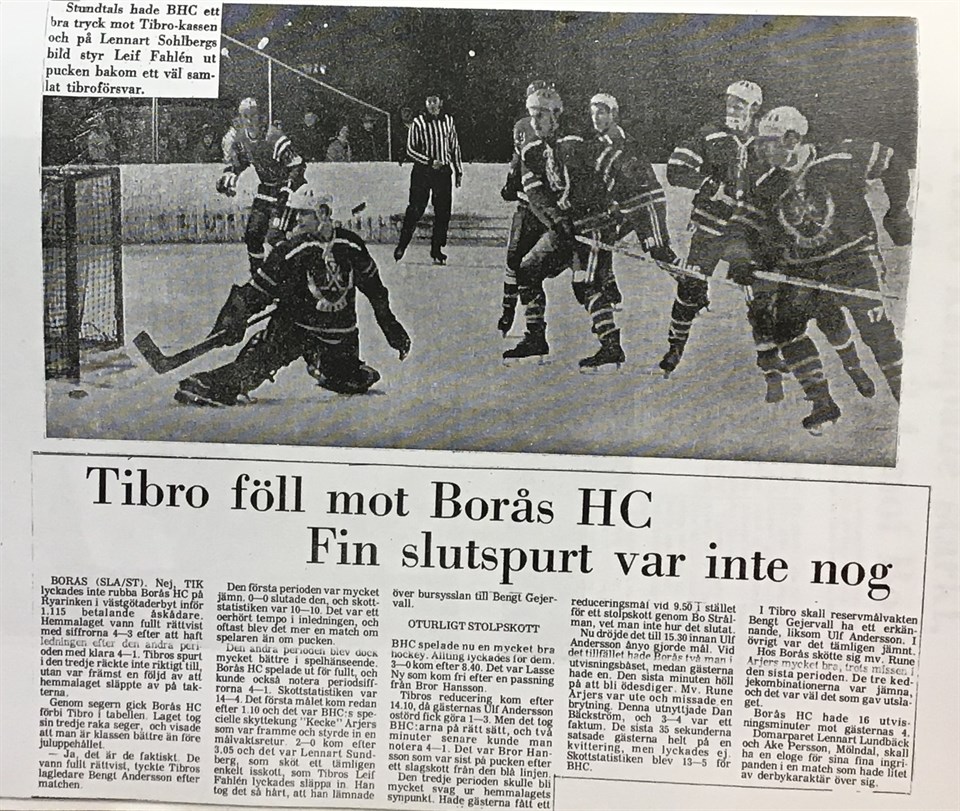 Stundtals hade BHC ett
bra tryck mot Tibro-kassen
och på Lennart Sohlbergs
bild styr Leif Fahlén ut
pucken bakom ett väl sam-
lat tibroförsvar.
17
Tibro föll mot Borås HC
Fin slutspurt var inte nog
BORAS (SLA/ST). Nej, TIK
lyckades inte rubba Borås HC på
Ryarinken i västgötaderbyt inför
1.115 betalande åskådare.
Hemmalaget vann fullt rättvist
med siffrorna 4—3 efter att haft
ledningen efter den andra peri-
oden med klara 4—1. Tibros spurt
i den tredje räckte inte riktigt till,
utan var främst en följd av att
hemmalaget släppte av på tak-
terna.
Genom segern gick Borås HC
förbi Tibro i tabellen. Laget tog
sin tredje raka seger, och visade
att man är klassen bättre än före
juluppehållet.
— Ja, det är de faktiskt. De
vann fullt rättvist, tyckte Tibros
lagledare Bengt Andersson efter
matchen.
Den första perioden var mycket
jämn. 0—0 slutade den, och skott-
statistiken var 10—10. Det var ett
oerhört tempo i inledningen, och
oftast blev det mer en match om
spelaren än om pucken.
Den andra perioden blev dock
mycket bättre i spelhänseende.
Borås HC spelade ut för fullt, och
kunde också notera periodsiff-
rorna 4—1. Skottstatistiken var
14—4. Det första målet kom redan
efter 1.10 och det var BHC:s spe-
cielle skyttekung "Kecke" Arjers
som var framme och styrde in en
målvaktsretur. 2—0 kom efter
3,05 och det var Lennart Sund-
berg, som sköt ett tämligen
enkelt isskott, som Tibros Leif
Fahlén lyckades släppa in. Han
tog det så hårt, att han lämnade
över bursysslan till Bengt Gejer-
vall.
OTURLIGT STOLPSKOTT
BHC spelade nu en mycket bra
hockey. Allting lyckades för dem.
3—0 kom efter 8.40. Det var Lasse
Ny som kom fri efter en passning
från Bror Hansson.
Tibros reducering kom efter
14.10, då gästernas Ulf Andersson
ostörd fick göra 1—3. Men det tog
BHC:arna på rätt sätt, och två
minuter senare kunde man
notera 4—1. Det var Bror Han-
sson som var sist på pucken efter
ett slagskott från den blå linjen.
Den tredje perioden skulle bli
mycket svag ur hemmalagets
synpunkt. Hade gästerna fått ett
reduceringsmål vid 9.50 i stället
för ett stolpskott genom Bo Strål-
man, vet man inte hur det slutat.
Nu dröjde det till 15.30 innan Ulf
Andersson ånyo gjorde mål. Vid
det tillfället hade Borås två man i
utvisningsbåset, medan gästerna
hade en. Den sista minuten höll
på att bli ödesdiger. Mv. Rune
Arjers var ute och missade en
brytning. Denna utnyttjade Dan
Bäckström, och 3—4 var ett
faktum. De sista 35 sekunderna
satsade gästerna helt på en
kvittering, men lyckades ej.
Skottstatistiken blev 13—5 för
BHC.
I Tibro skall reservmålvakten
Bengt Gejervall ha ett erkän-
nande, liksom Ulf Andersson. I
övrigt var det tämligen jämnt.
Hos Borås skötte sig mv. Rune
Arjers mycket bra, trots missen i
den sista perioden. De tre ked-
jekombinationerna var jämna,
och det var väl det som gav utsla-
get.
Borås HC hade 16 utvis-
ningsminuter mot gästernas 4.
Domarparet Lennart Lundbäck
och Åke Persson, Mölndal, skall
ha en eloge för sina fina ingri-
panden i en match som hade litet
av derbykaraktär över sig.